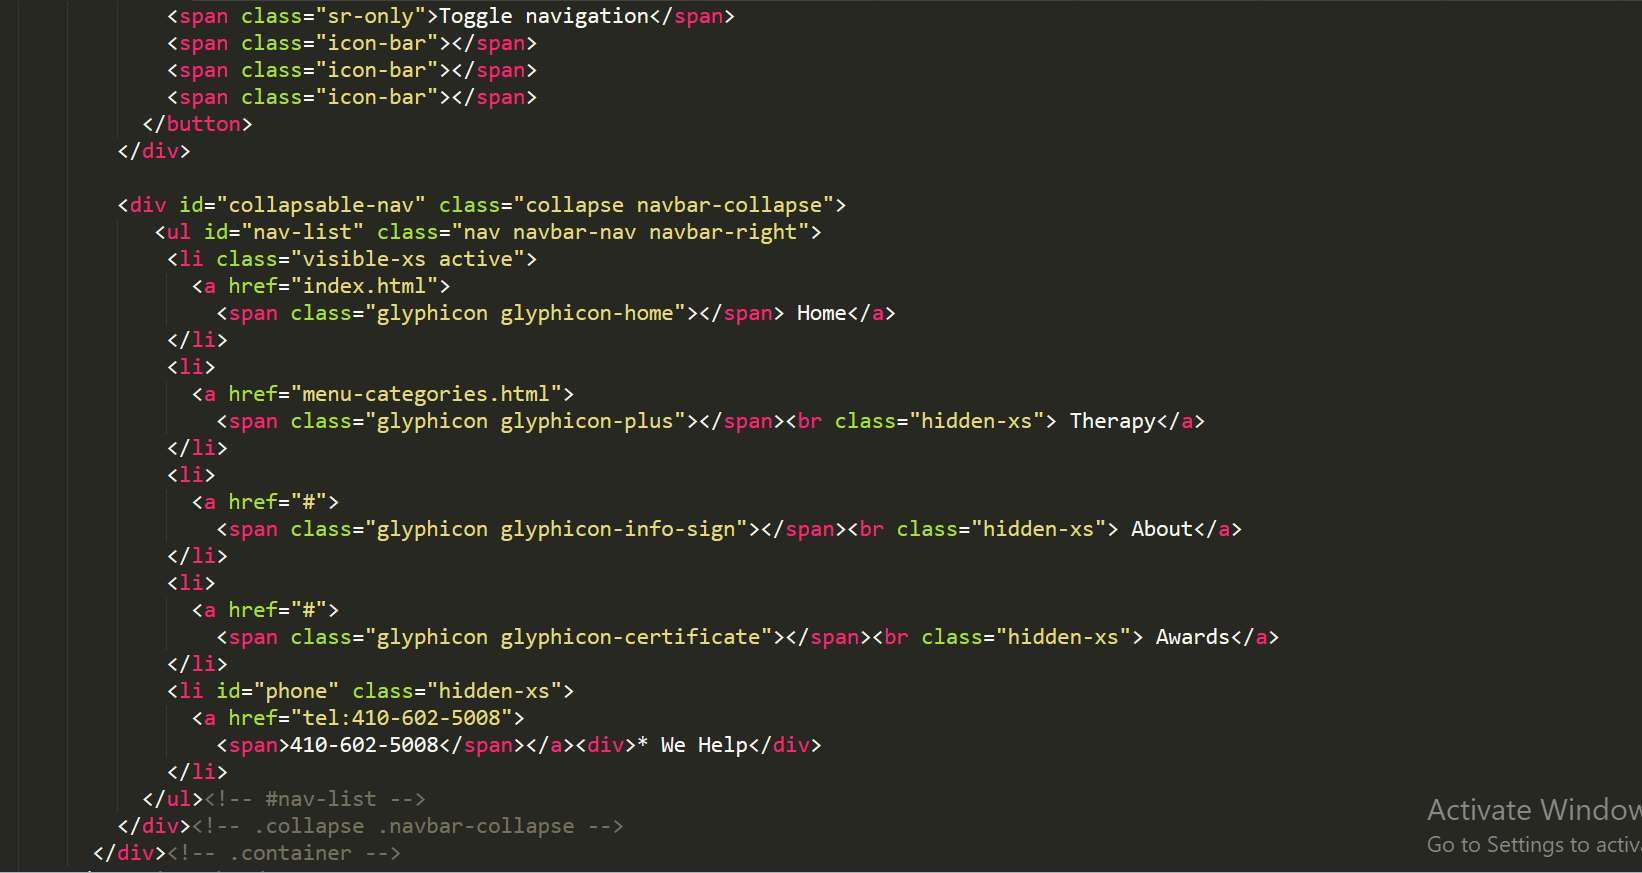 <span class="sr-only">Toggle navigation</span>
<span class="icon-bar"></span>
<span class="icon-bar"></span>
<span class="icon-bar"></span>
</button>
</div>
<div id="collapsable-nav" class="collapse navbar-collapse">
<ul id="nav-list" class="nav navbar-nav navbar-right">
<li class="visible-xs active">
<a href="index.html">
<span class="glyphicon glyphicon-home"></span> Home</a>
</li>
<li>
<a href="menu-categories.html">
<span class="glyphicon glyphicon-plus"></span><br class="hidden-xs"> Therapy</a>
</li>
<li>
<a href="#">
<span class="glyphicon glyphicon-info-sign"></span><br class="hidden-xs"> About</a>
</li>
<li>
<a href="#">
<span class="glyphicon glyphicon-certificate"></span><br class="hidden-xs"> Awards</a>
</li>
<li id="phone" class="hidden-xs">
<a href="tel:410-602-5008">
<span>410-602-5008</span></a><div>* We Help</div>
</li>
</ul><!-- #nav-list -->
</div><!-- .collapse .navbar-collapse -->
</div><!-- .container -->
Activate Window
Go to Settings to activa